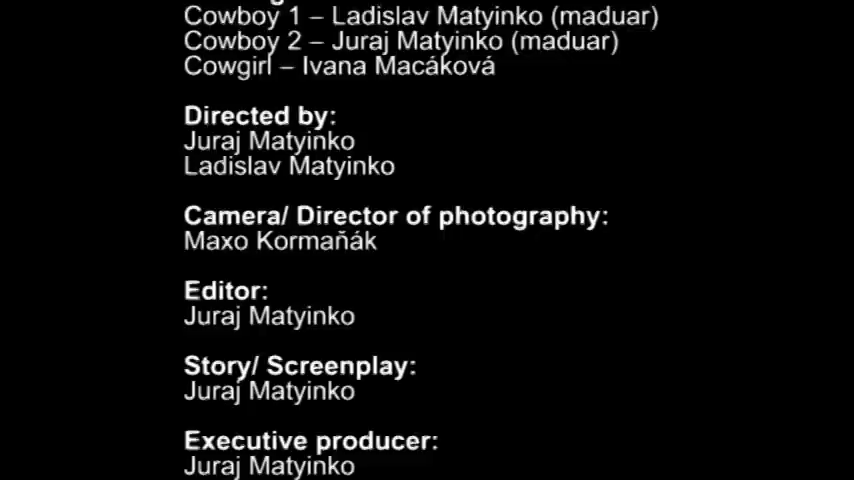 Cowboy 1 – Ladislav Matyinko (maduar)
Cowboy 2 – Juraj Matyinko (maduar)
Cowgirl – Ivana Macáková
Directed by:
Juraj Matyinko
Ladislav Matyinko
Camera/ Director of photography:
Maxo Kormaňák
Editor:
Juraj Matyinko
Story/ Screenplay:
Juraj Matyinko
Executive producer:
Juraj Matyinko